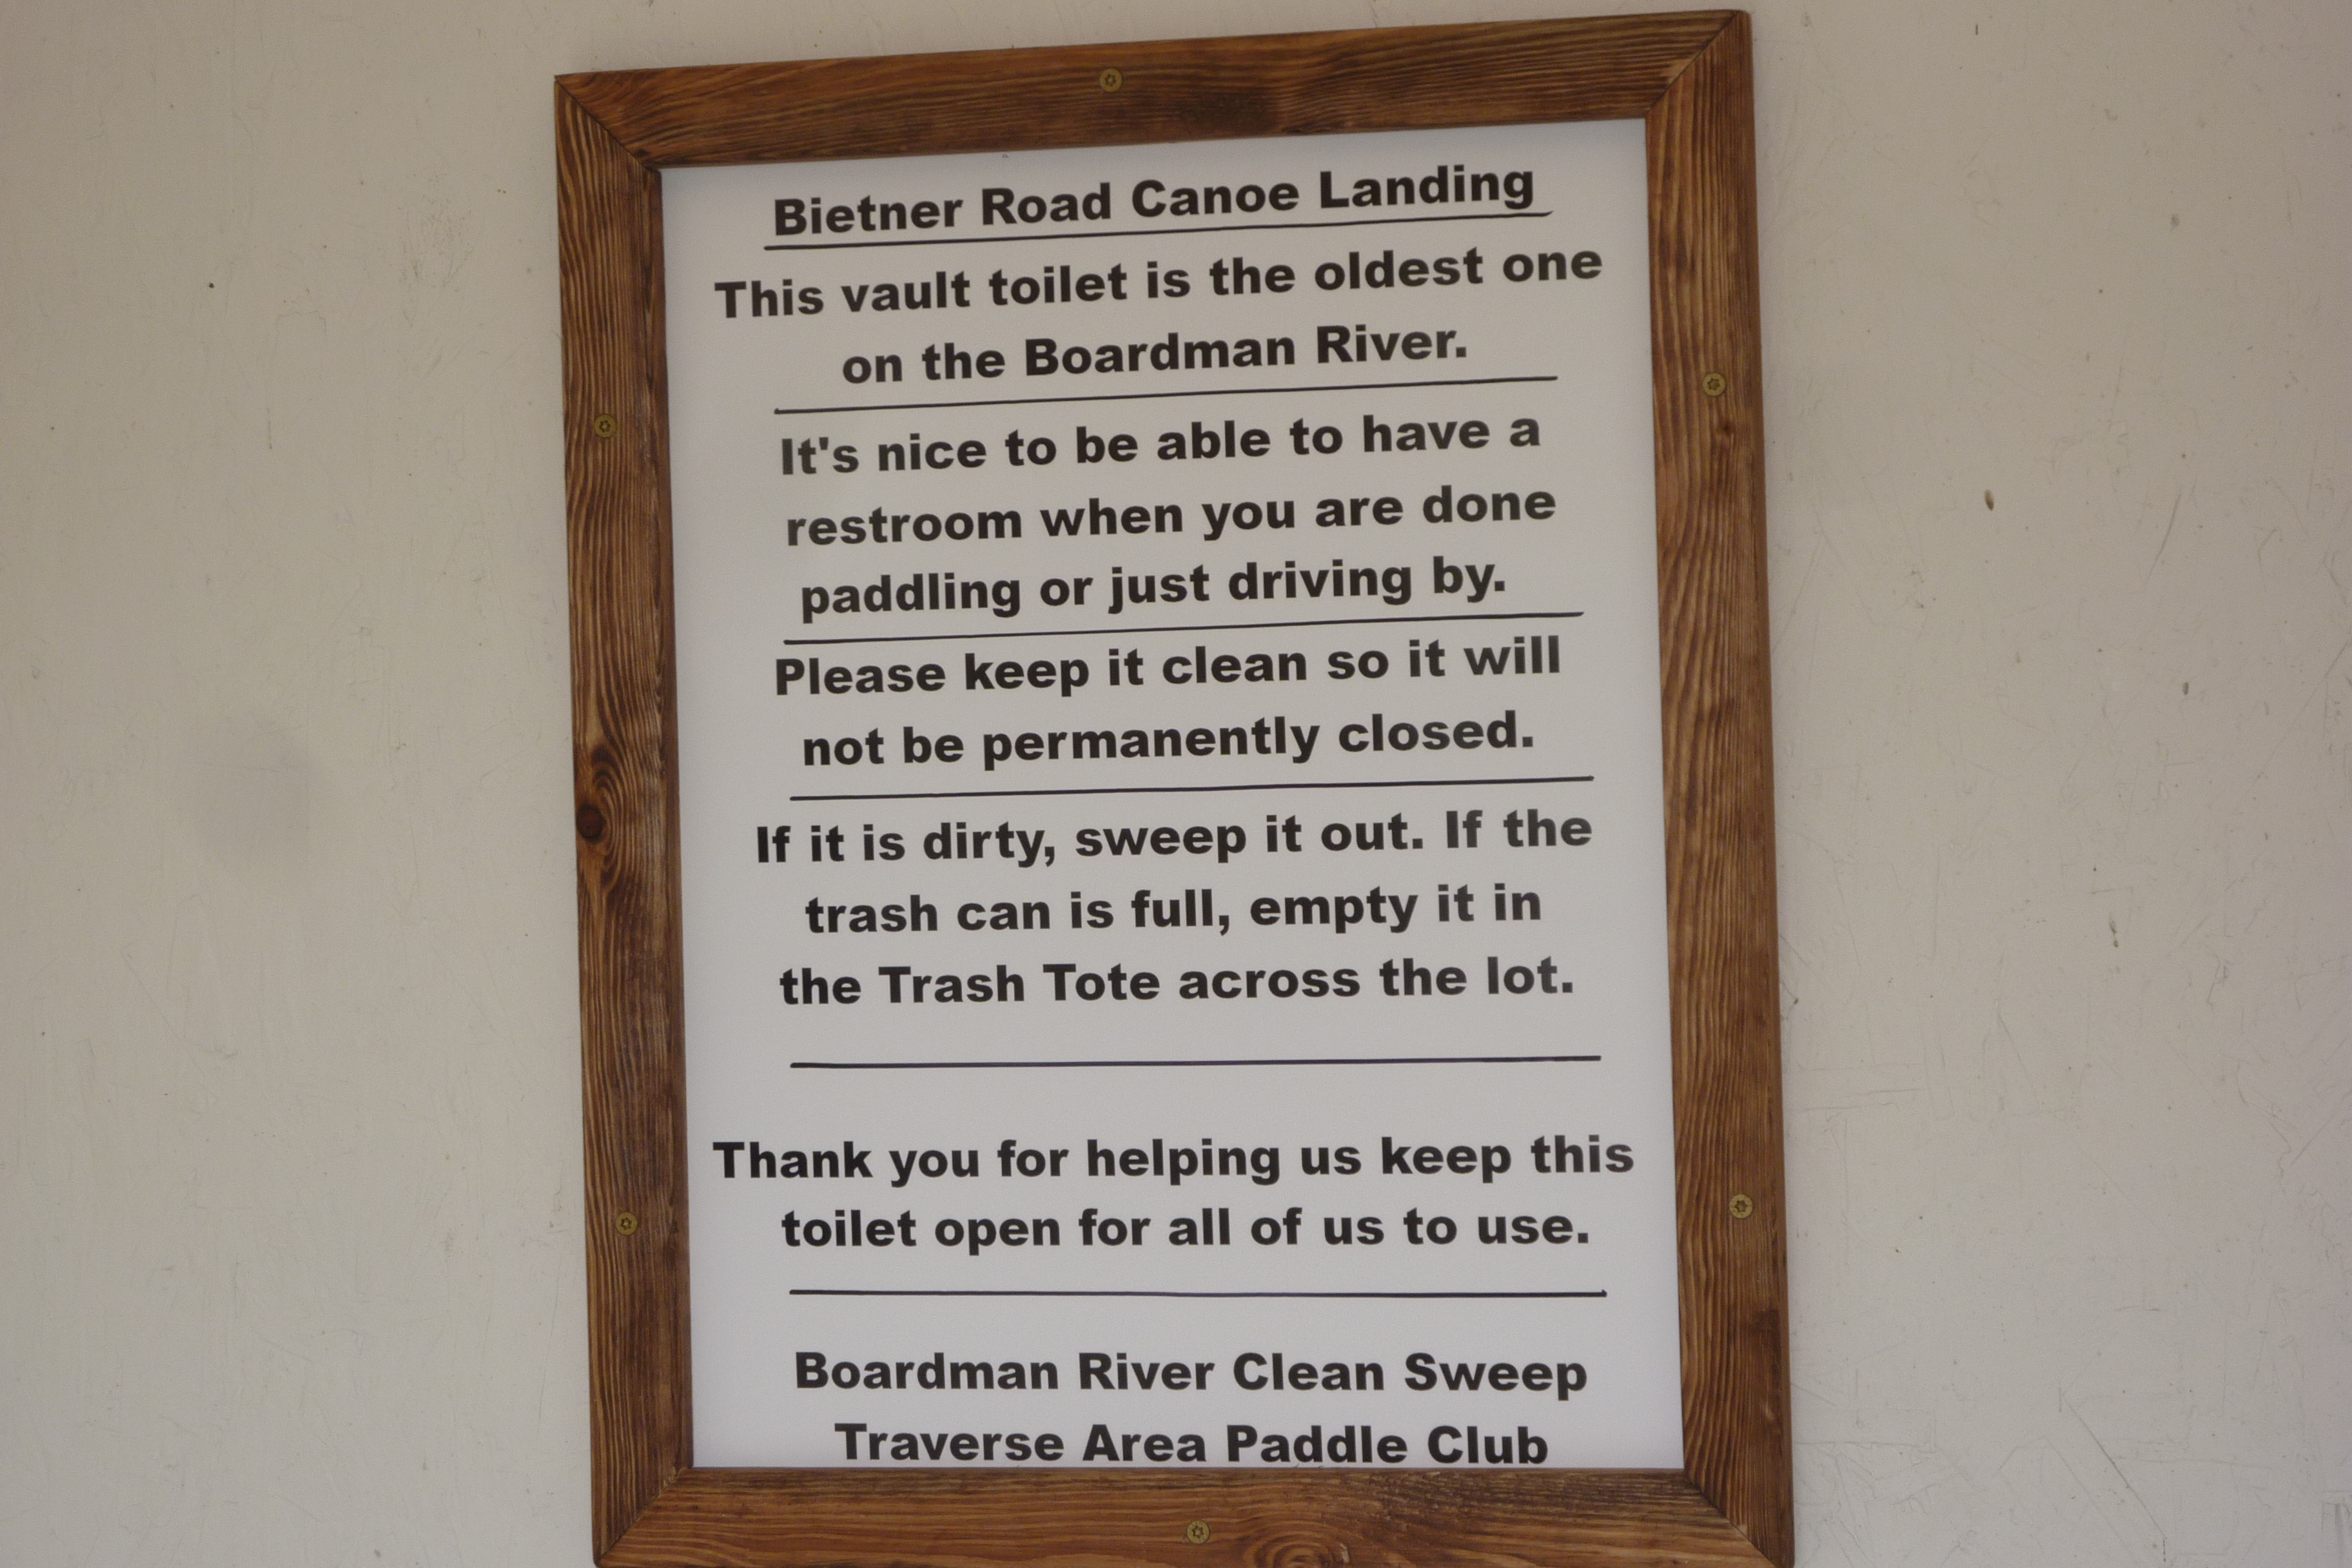 Bietner Road Canoe Landing
This vault toilet is the oldest one
on the Boardman River.
It's nice to be able to have a
restroom when you are done
paddling or just driving by.
Please keep it clean so it will
not be permanently closed.
If it is dirty, sweep it out. If the
trash can is full, empty it in
the Trash Tote across the lot.
Thank you for helping us keep this
toilet open for all of us to use.
Boardman River Clean Sweep
Traverse Area Paddle Club